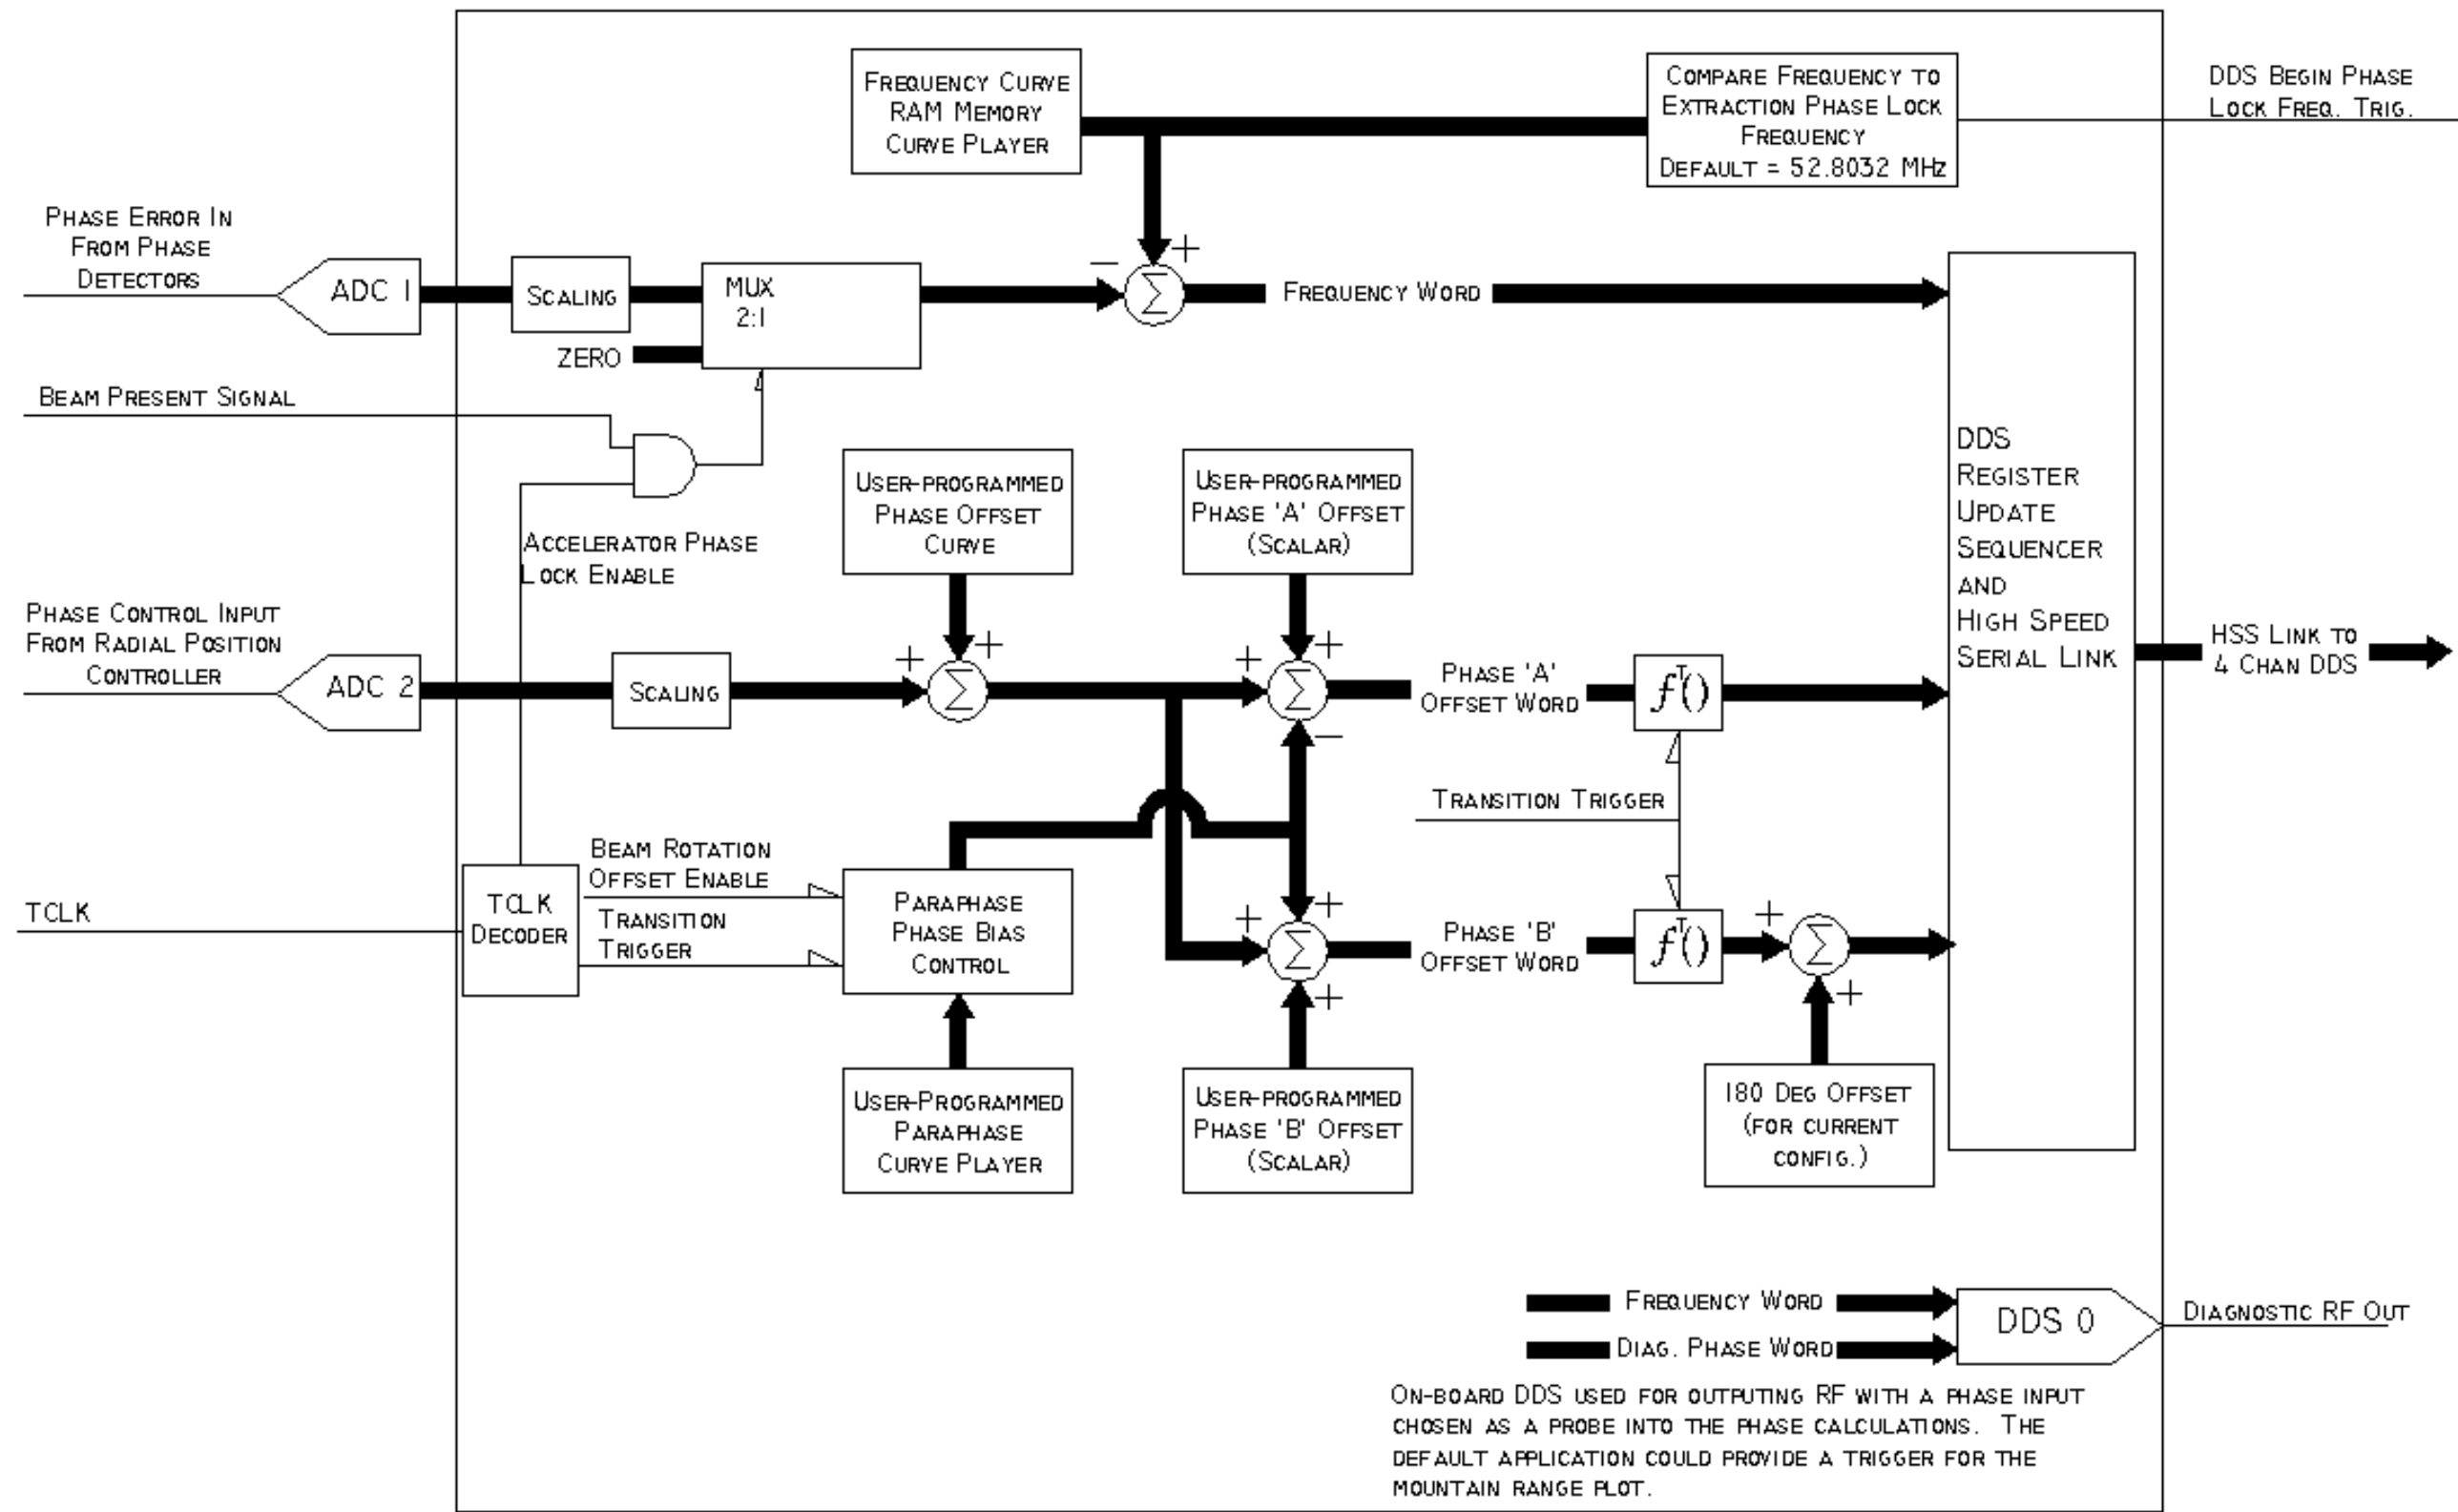 Frequency Curve
RAM Memory
Curve Player
Compare Frequency to
Extraction Phase Lock
Frequency
Default = 52.8032 MHz
DDS Begin Phase
Lock Freq. Trig.
Phase Error In
From Phase
Detectors
ADC 1
Scaling
MUX
2:1
ZERO
−
+
Σ
Frequency Word
Beam Present Signal
Accelerator Phase
Lock Enable
User-programmed
Phase Offset
Curve
User-programmed
Phase 'A' Offset
(Scalar)
DDS
Register
Update
Sequencer
and
High Speed
Serial Link
HSS Link to
4 Chan DDS
Phase Control Input
From Radial Position
Controller
ADC 2
Scaling
+
+
Σ
+
+
Σ
−
Phase 'A'
Offset Word
fᵀ()
Transition Trigger
TCLK
TCLK
Decoder
Beam Rotation
Offset Enable
Transition
Trigger
Paraphase
Phase Bias
Control
+
+
Σ
+
Phase 'B'
Offset Word
fᵀ()
+
Σ
+
User-Programmed
Paraphase
Curve Player
User-programmed
Phase 'B' Offset
(Scalar)
180 Deg Offset
(for current
config.)
Frequency Word
Diag. Phase Word
DDS 0
Diagnostic RF Out
On-board DDS used for outputing RF with a phase input
chosen as a probe into the phase calculations. The
default application could provide a trigger for the
mountain range plot.